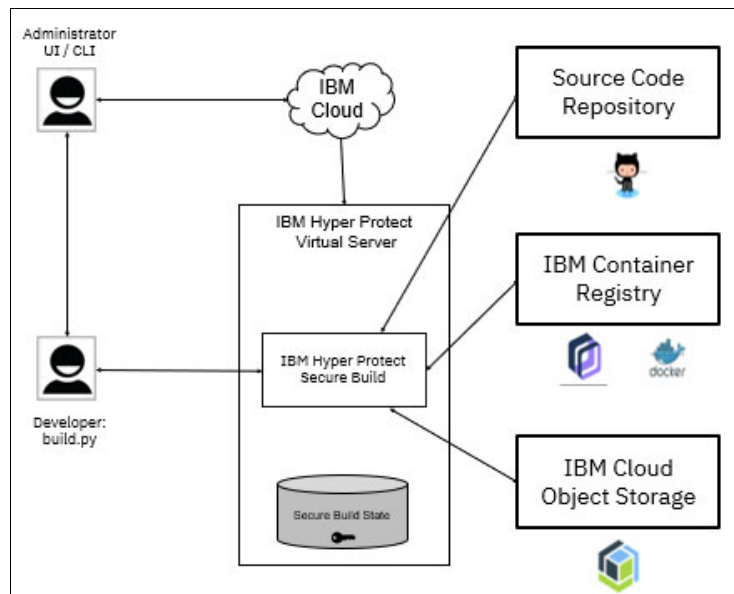 Administrator
UI / CLI
IBM
Cloud
Source Code
Repository
IBM Hyper Protect
Virtual Server
IBM Container
Registry
docker
IBM Hyper Protect
Secure Build
Developer:
build.py
IBM Cloud
Object Storage
Secure Build State